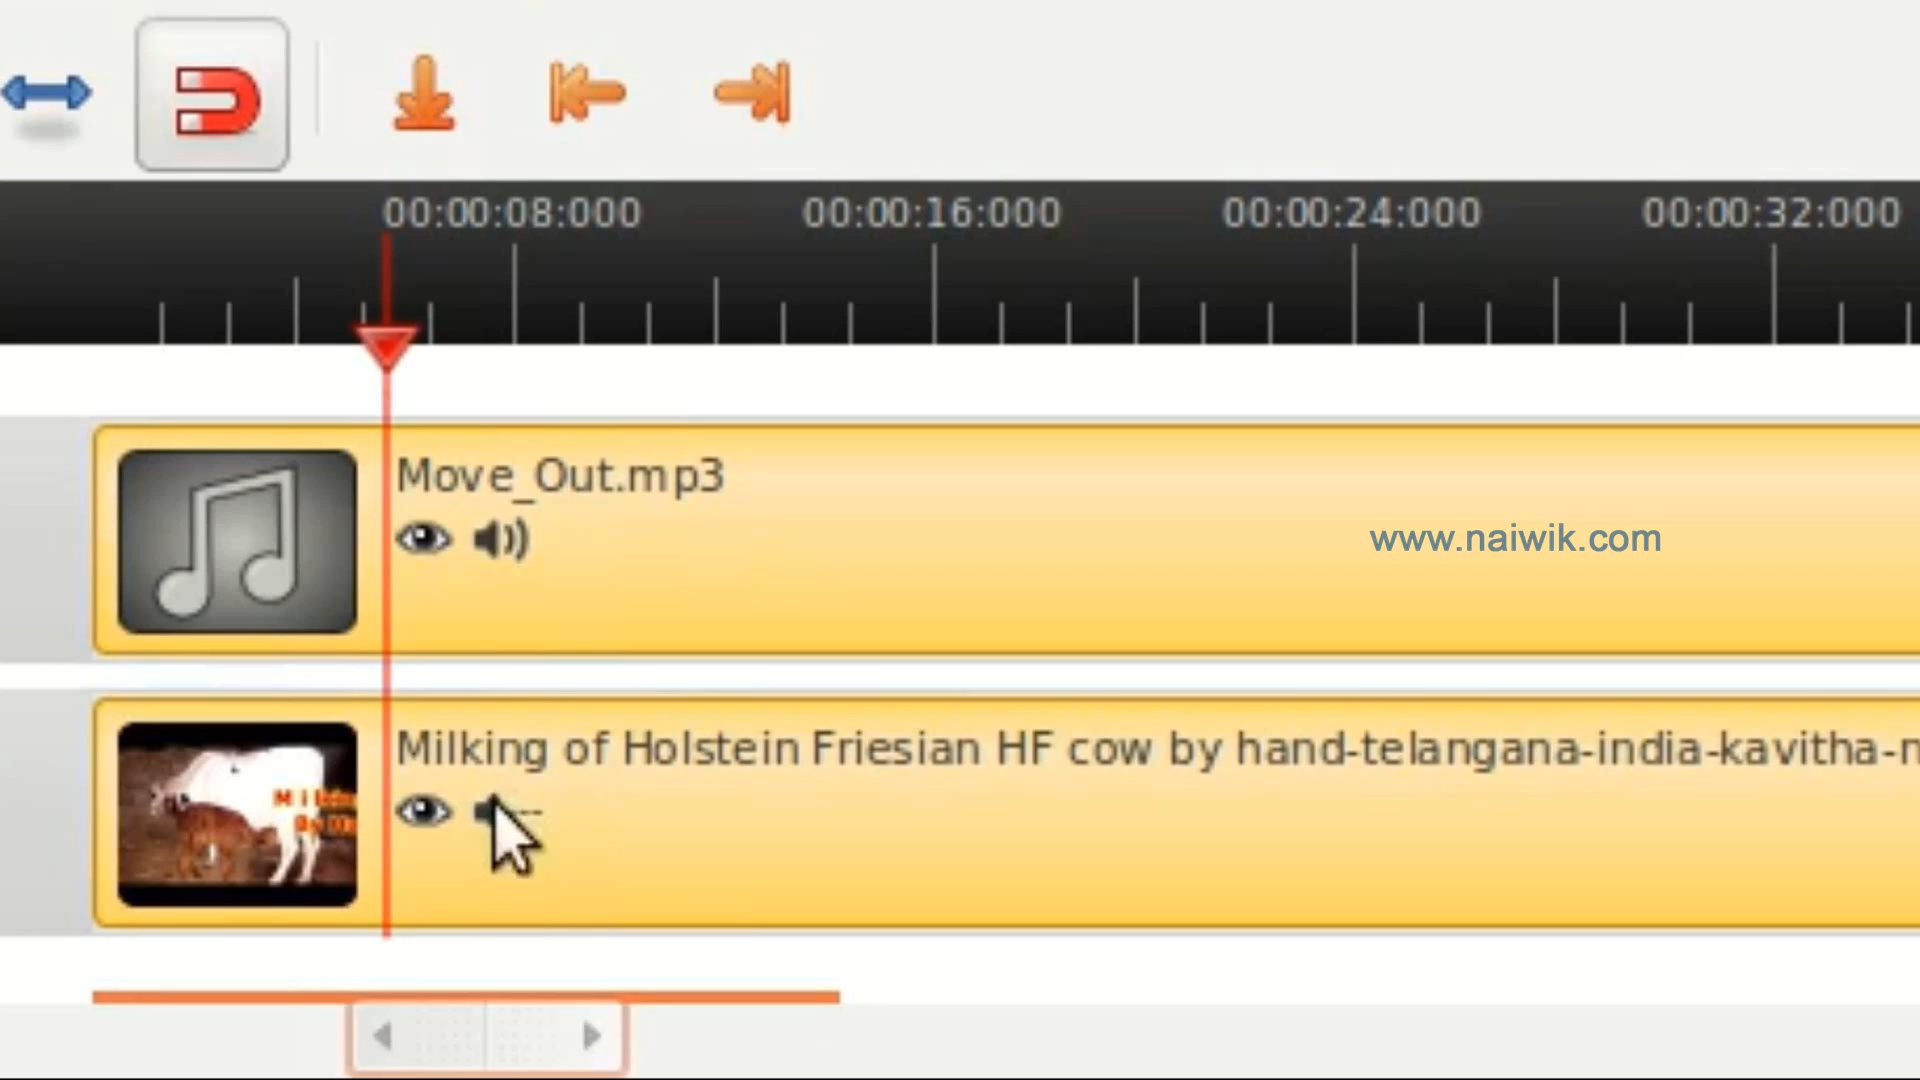 00:00:08:000 00:00:16:000 00:00:24:000 00:00:32:000
Move_Out.mp3
www.naiwik.com
Milking of Holstein Friesian HF cow by hand-telangana-india-kavitha-